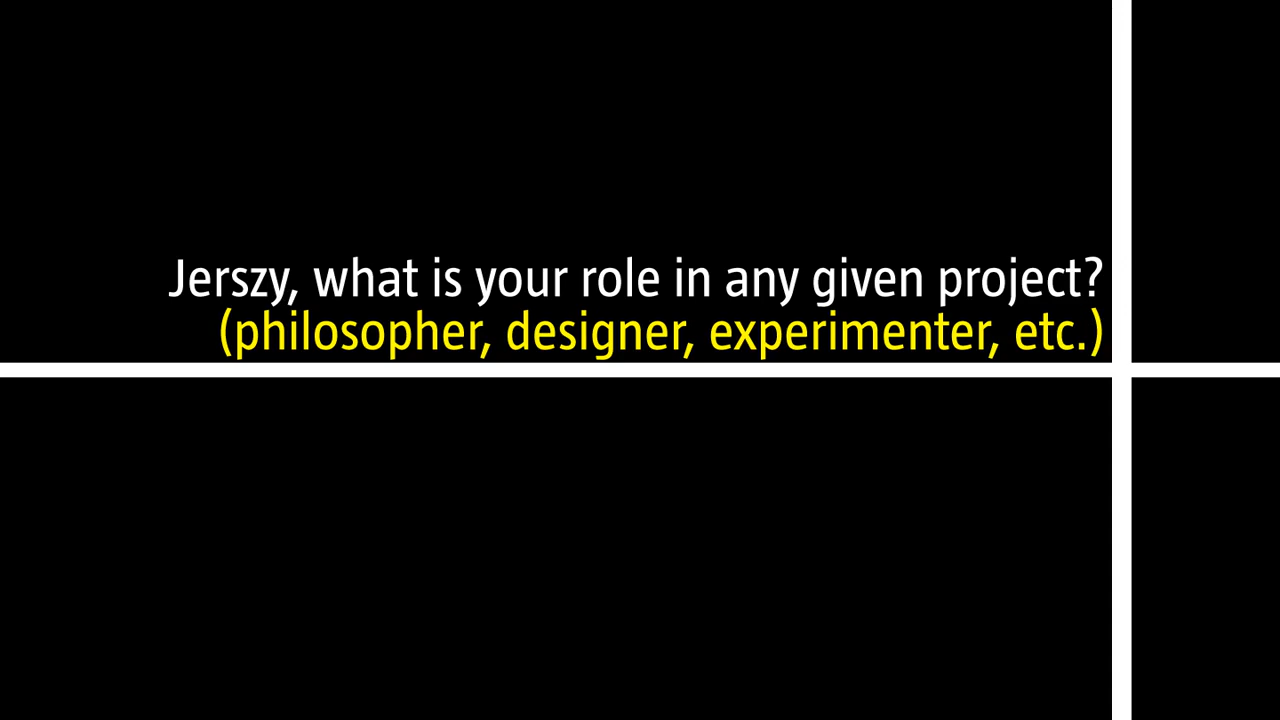 Jerszy, what is your role in any given project?
(philosopher, designer, experimenter, etc.)